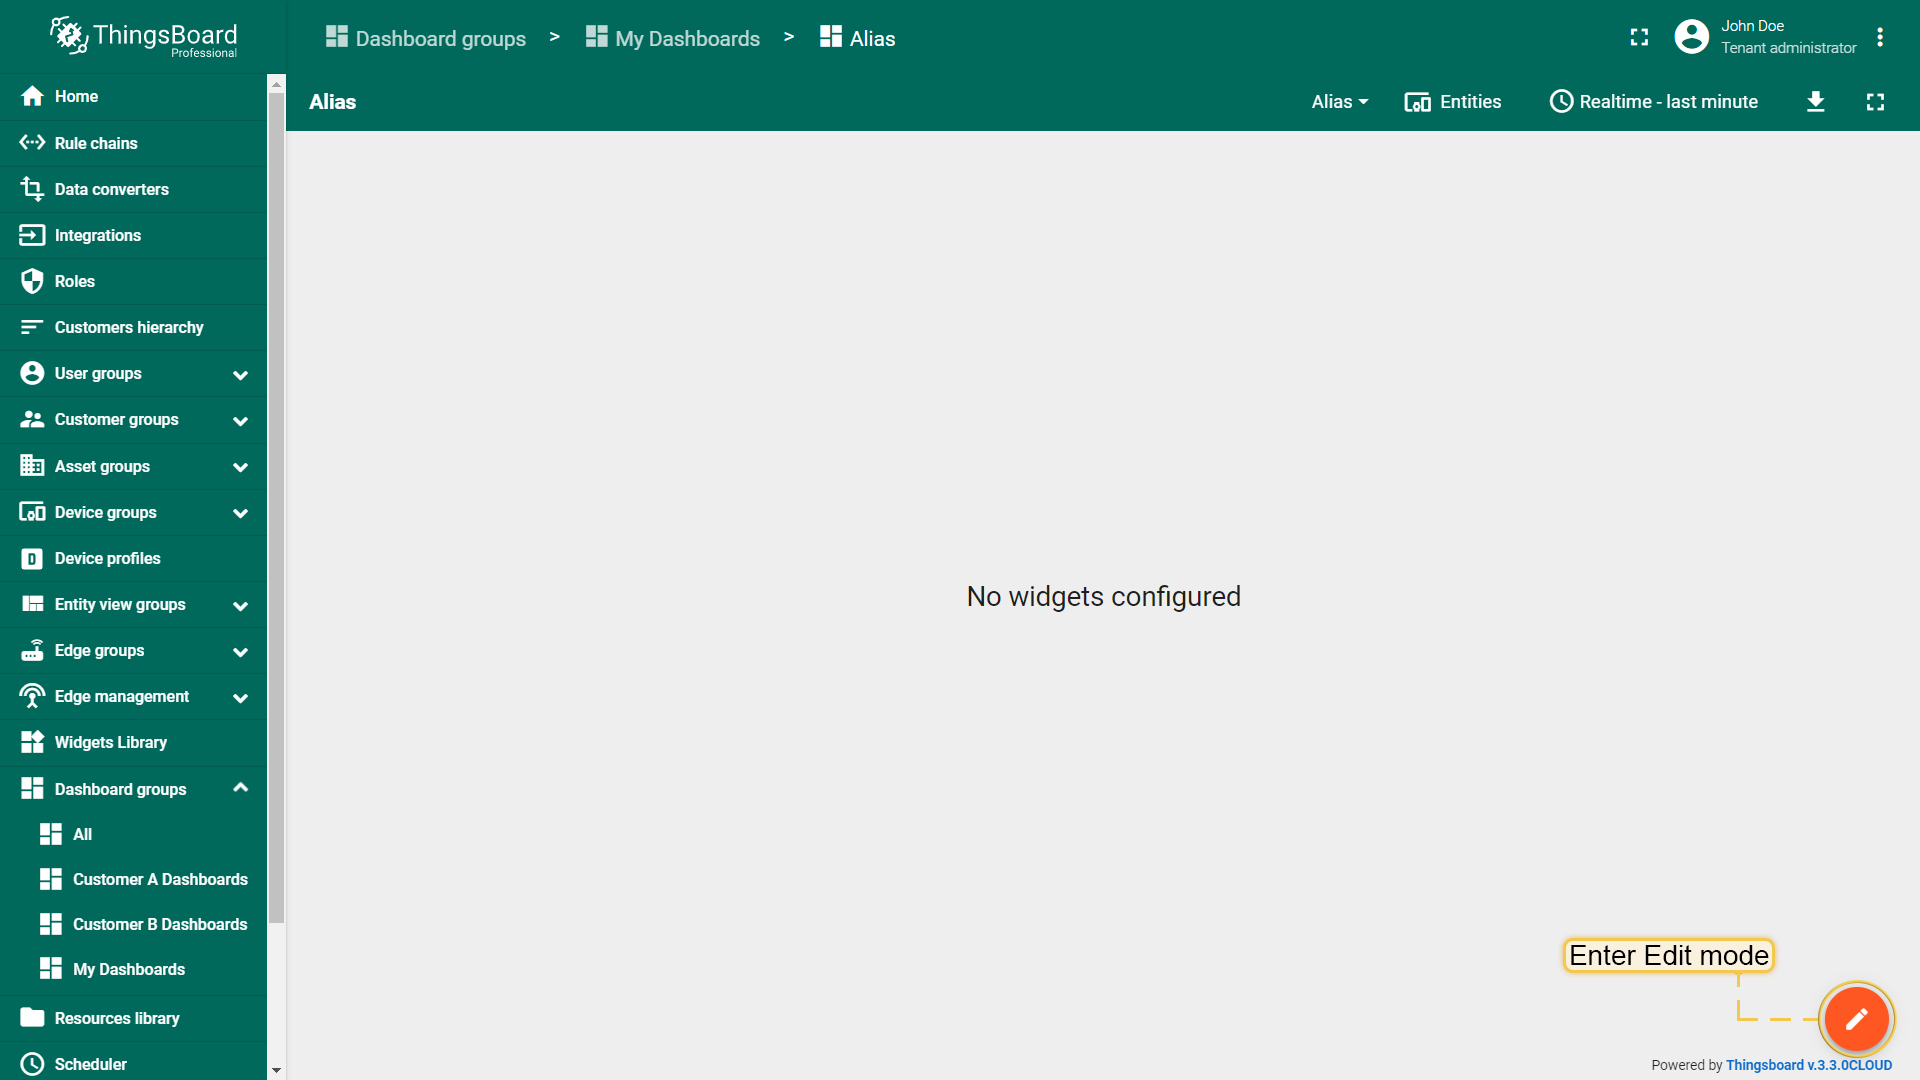 ThingsBoard
Professional
Dashboard groups > My Dashboards > Alias
John Doe
Tenant administrator
Home
Rule chains
Data converters
Integrations
Roles
Customers hierarchy
User groups
Customer groups
Asset groups
Device groups
D Device profiles
Entity view groups
Edge groups
Edge management
Widgets Library
Dashboard groups
All
Customer A Dashboards
Customer B Dashboards
My Dashboards
Resources library
Scheduler
Alias
Alias
Entities
Realtime - last minute
No widgets configured
Enter Edit mode
Powered by Thingsboard v.3.3.0CLOUD